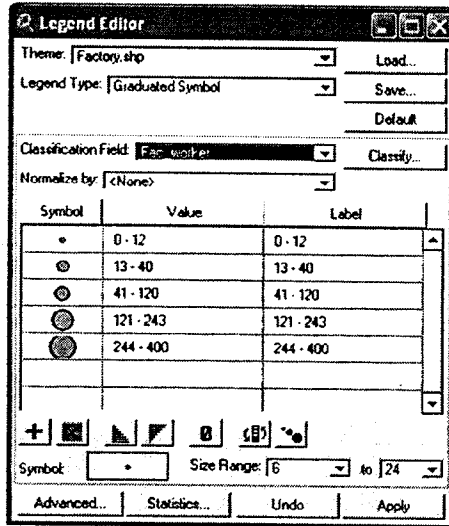 Legend Editor
Theme: Factory.shp
Load...
Legend Type: Graduated Symbol
Save...
Default
Classification Field: Fac_worker
Classify...
Normalize by: <None>
Symbol Value Label
0 - 12 0 - 12
13 - 40 13 - 40
41 - 120 41 - 120
121 - 243 121 - 243
244 - 400 244 - 400
Symbol: Size Range: 6 to 24
Advanced... Statistics... Undo Apply